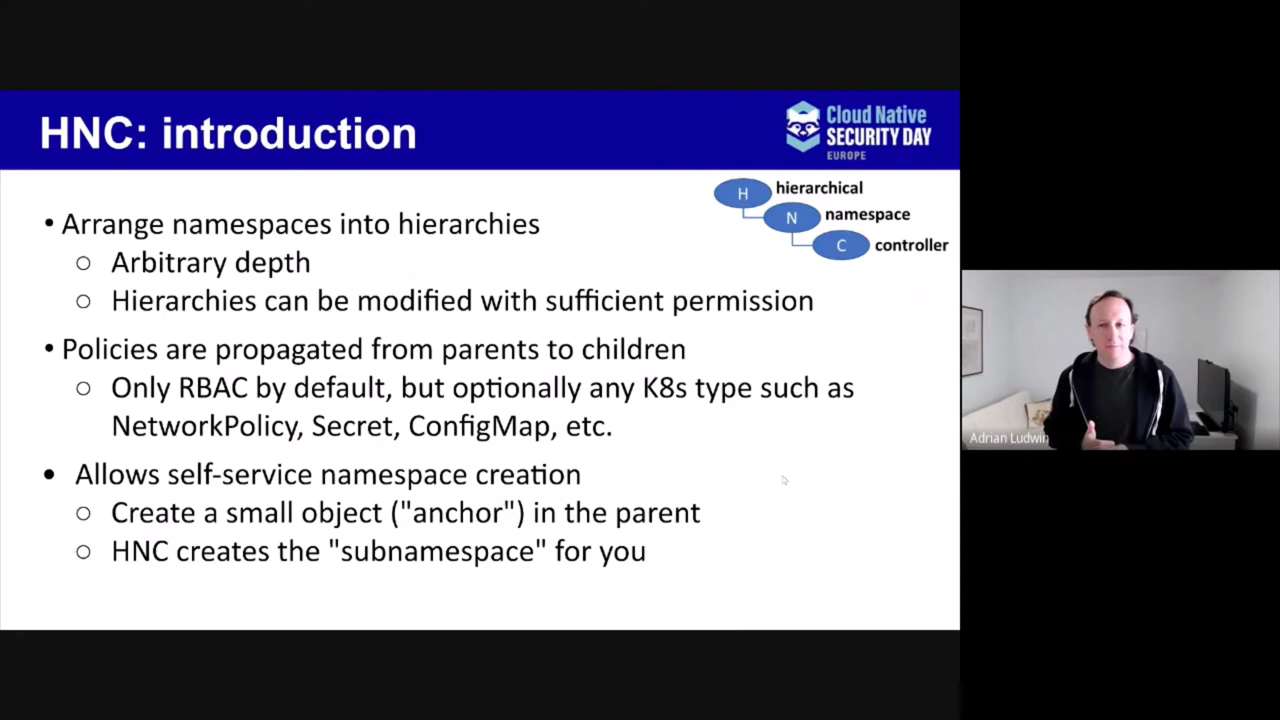 HNC: introduction
Cloud Native
SECURITY DAY
EUROPE
H hierarchical
N namespace
C controller
• Arrange namespaces into hierarchies
○ Arbitrary depth
○ Hierarchies can be modified with sufficient permission
• Policies are propagated from parents to children
○ Only RBAC by default, but optionally any K8s type such as
NetworkPolicy, Secret, ConfigMap, etc.
• Allows self-service namespace creation
○ Create a small object ("anchor") in the parent
○ HNC creates the "subnamespace" for you
Adrian Ludwin